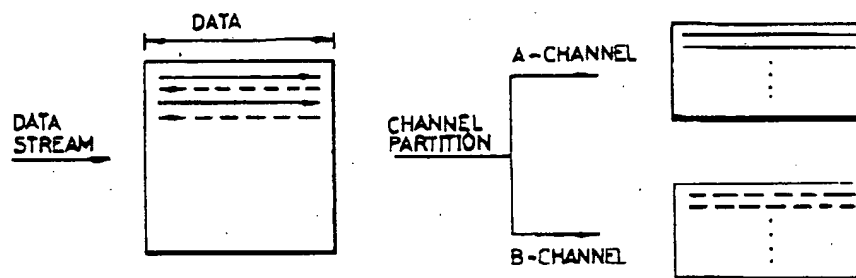 DATA
DATA
STREAM
A-CHANNEL
CHANNEL
PARTITION
B-CHANNEL